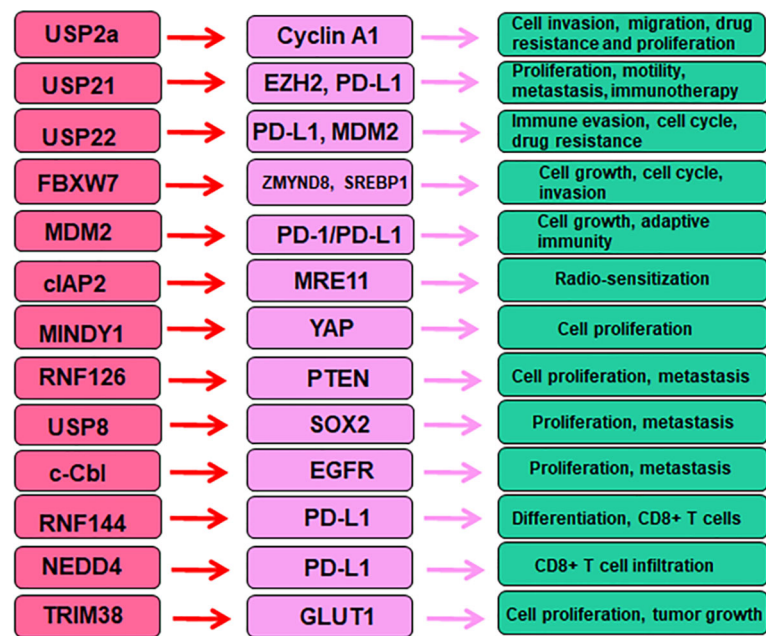 USP2a
Cyclin A1
Cell invasion, migration, drug
resistance and proliferation
USP21
EZH2, PD-L1
Proliferation, motility,
metastasis, immunotherapy
USP22
PD-L1, MDM2
Immune evasion, cell cycle,
drug resistance
FBXW7
ZMYND8, SREBP1
Cell growth, cell cycle,
invasion
MDM2
PD-1/PD-L1
Cell growth, adaptive
immunity
cIAP2
MRE11
Radio-sensitization
MINDY1
YAP
Cell proliferation
RNF126
PTEN
Cell proliferation, metastasis
USP8
SOX2
Proliferation, metastasis
c-Cbl
EGFR
Proliferation, metastasis
RNF144
PD-L1
Differentiation, CD8+ T cells
NEDD4
PD-L1
CD8+ T cell infiltration
TRIM38
GLUT1
Cell proliferation, tumor growth